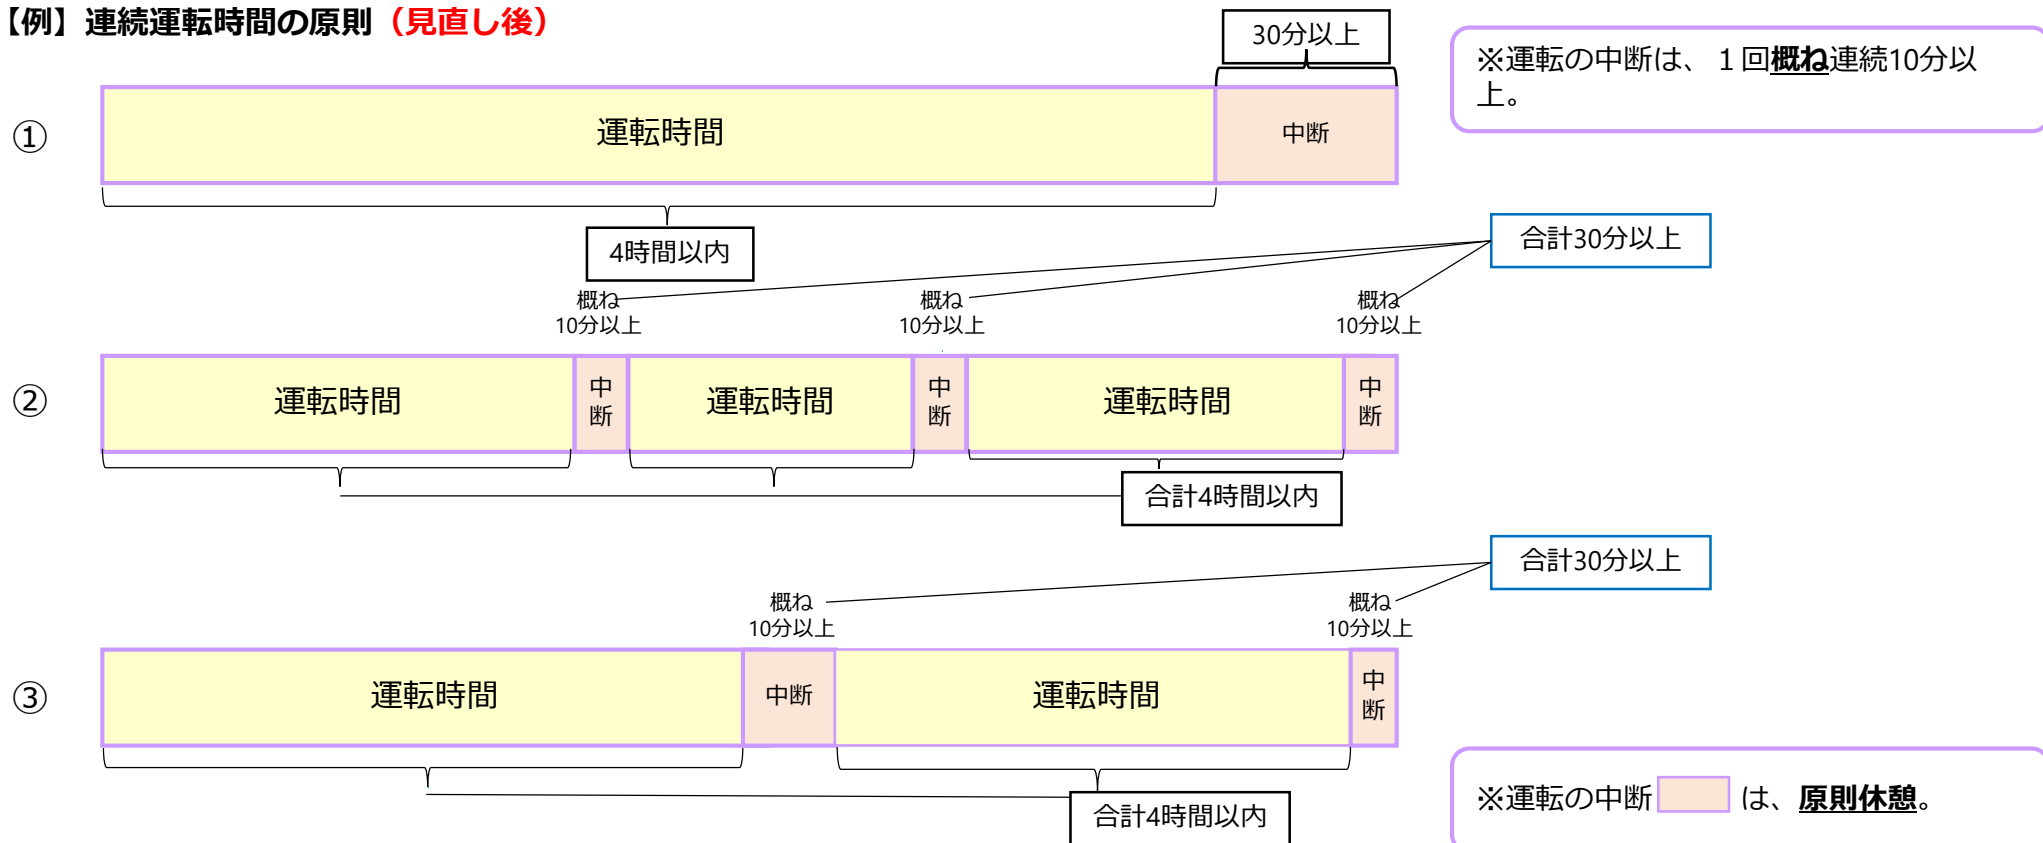 【例】連続運転時間の原則（見直し後）
30分以上
※運転の中断は、１回概ね連続10分以
上。
①
運転時間
中断
4時間以内
合計30分以上
概ね
10分以上
概ね
10分以上
概ね
10分以上
②
運転時間
中
断
運転時間
中
断
運転時間
中
断
合計4時間以内
合計30分以上
概ね
10分以上
概ね
10分以上
③
運転時間
中断
運転時間
中
断
合計4時間以内
※運転の中断 は、原則休憩。